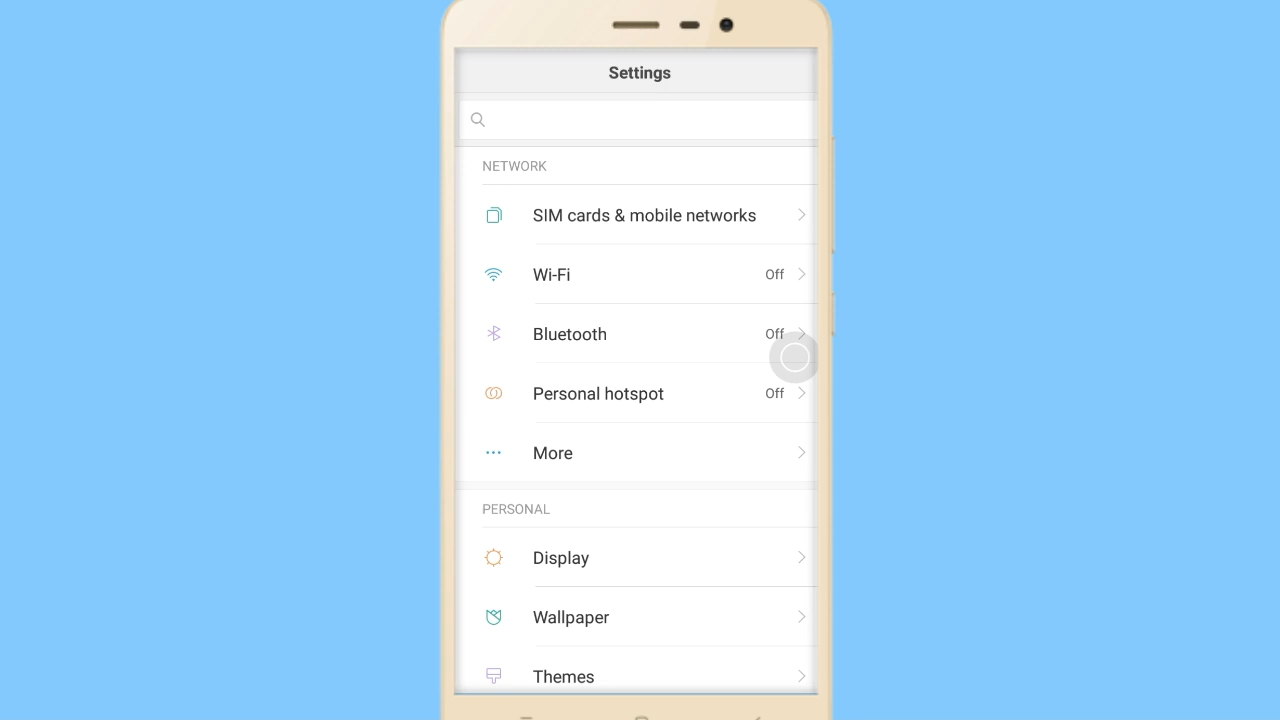 Settings
NETWORK
SIM cards & mobile networks
Wi-Fi Off
Bluetooth Off
Personal hotspot Off
More
PERSONAL
Display
Wallpaper
Themes